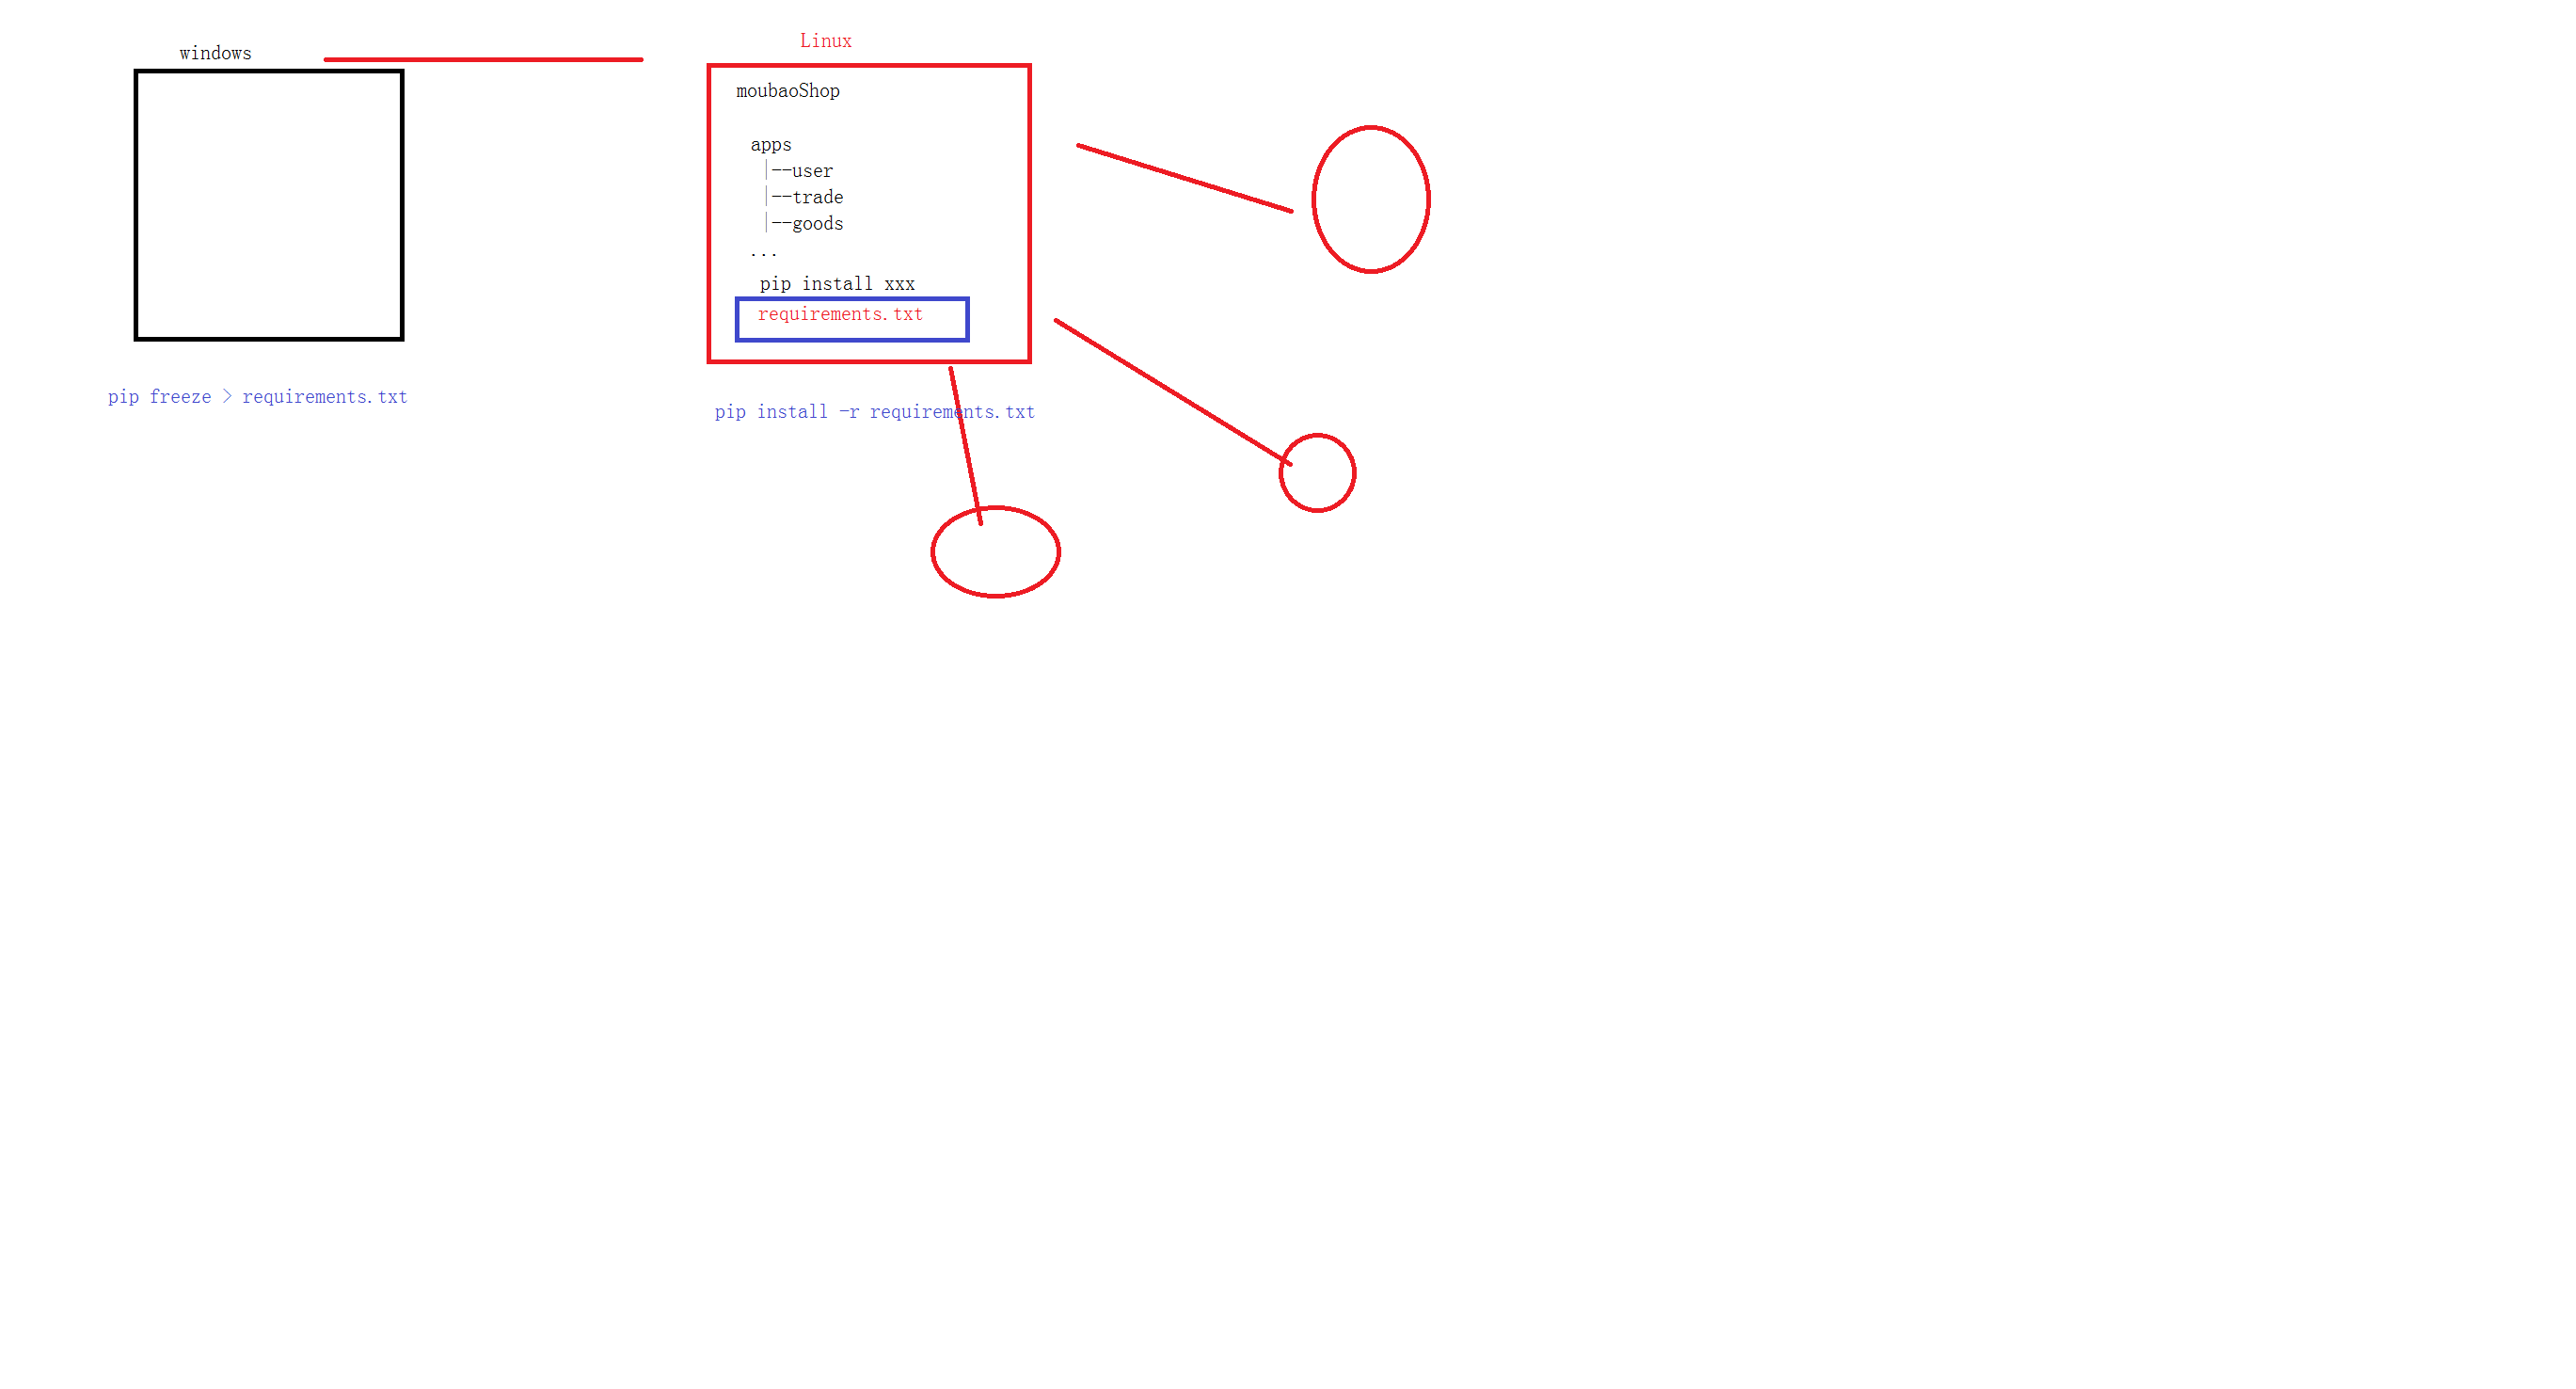 windows
pip freeze > requirements.txt
Linux
moubaoShop
apps
|--user
|--trade
|--goods
...
pip install xxx
requirements.txt
pip install -r requirements.txt